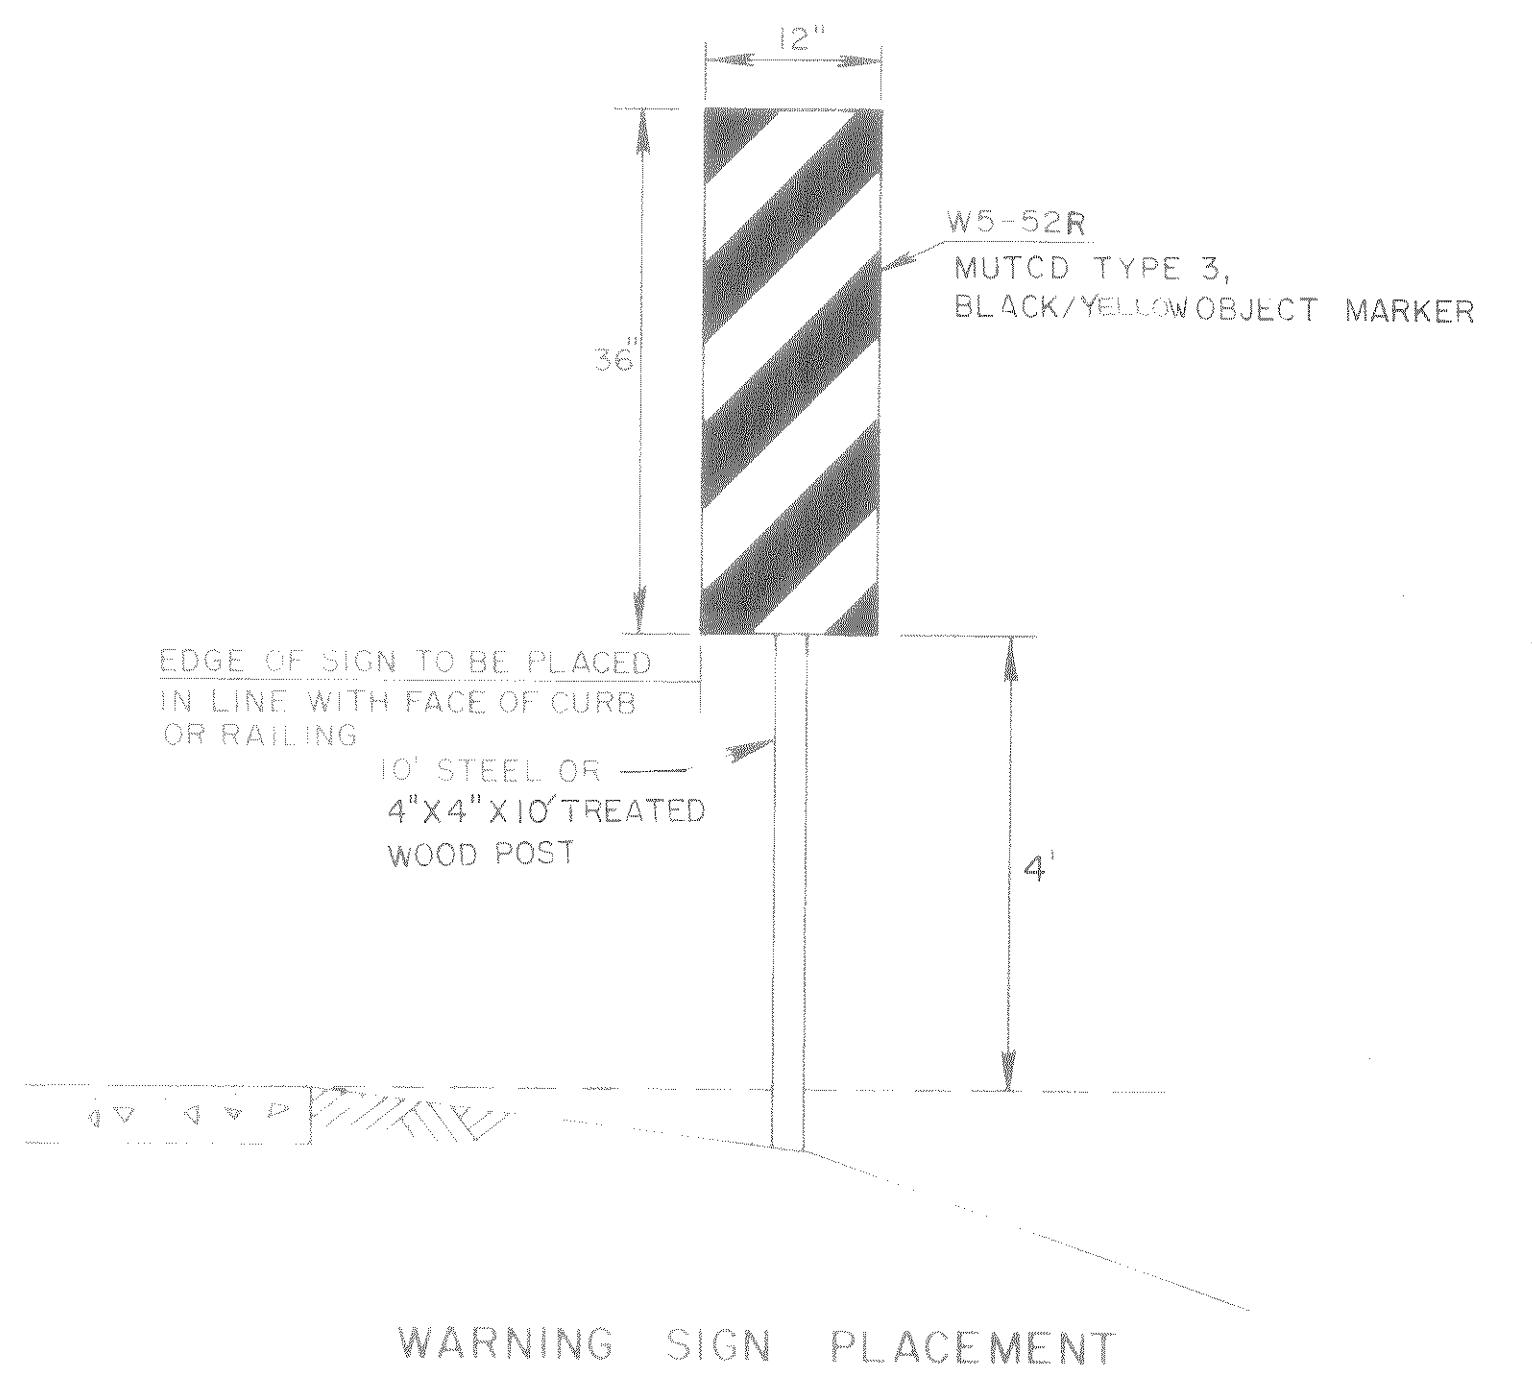 12"
W5-52R
MUTCD TYPE 3,
BLACK/YELLOW OBJECT MARKER
36"
EDGE OF SIGN TO BE PLACED
IN LINE WITH FACE OF CURB
OR RAILING
10' STEEL OR
4"X4"X10' TREATED
WOOD POST
4'
WARNING SIGN PLACEMENT